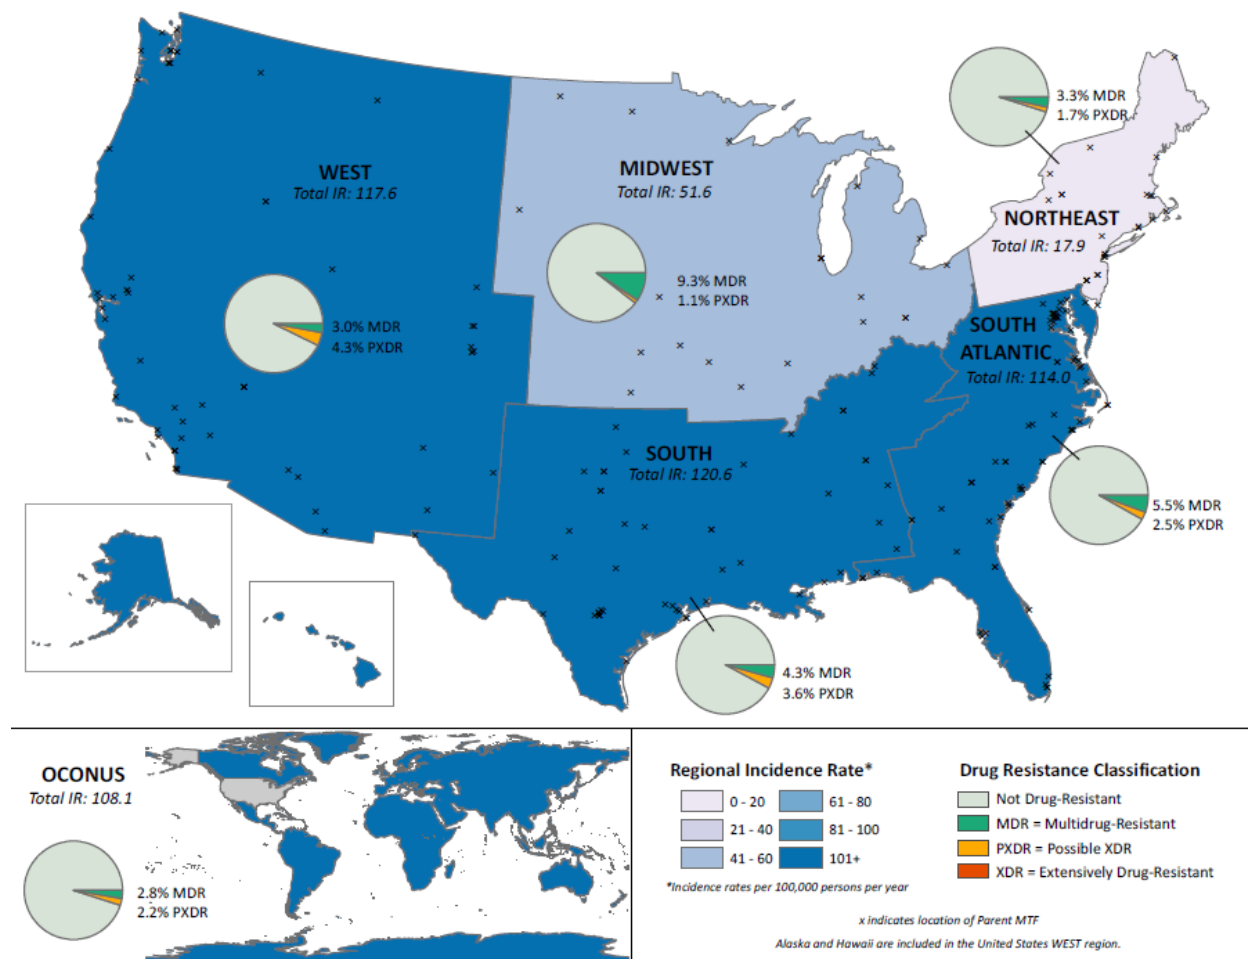 3.3% MDR
1.7% PXDR
WEST
Total IR: 117.6
MIDWEST
Total IR: 51.6
NORTHEAST
Total IR: 17.9
9.3% MDR
1.1% PXDR
3.0% MDR
4.3% PXDR
SOUTH
ATLANTIC
Total IR: 114.0
SOUTH
Total IR: 120.6
5.5% MDR
2.5% PXDR
4.3% MDR
3.6% PXDR
OCONUS
Total IR: 108.1
2.8% MDR
2.2% PXDR
Regional Incidence Rate*
0 - 20
61 - 80
21 - 40
81 - 100
41 - 60
101+
*Incidence rates per 100,000 persons per year
Drug Resistance Classification
Not Drug-Resistant
MDR = Multidrug-Resistant
PXDR = Possible XDR
XDR = Extensively Drug-Resistant
x indicates location of Parent MTF
Alaska and Hawaii are included in the United States WEST region.